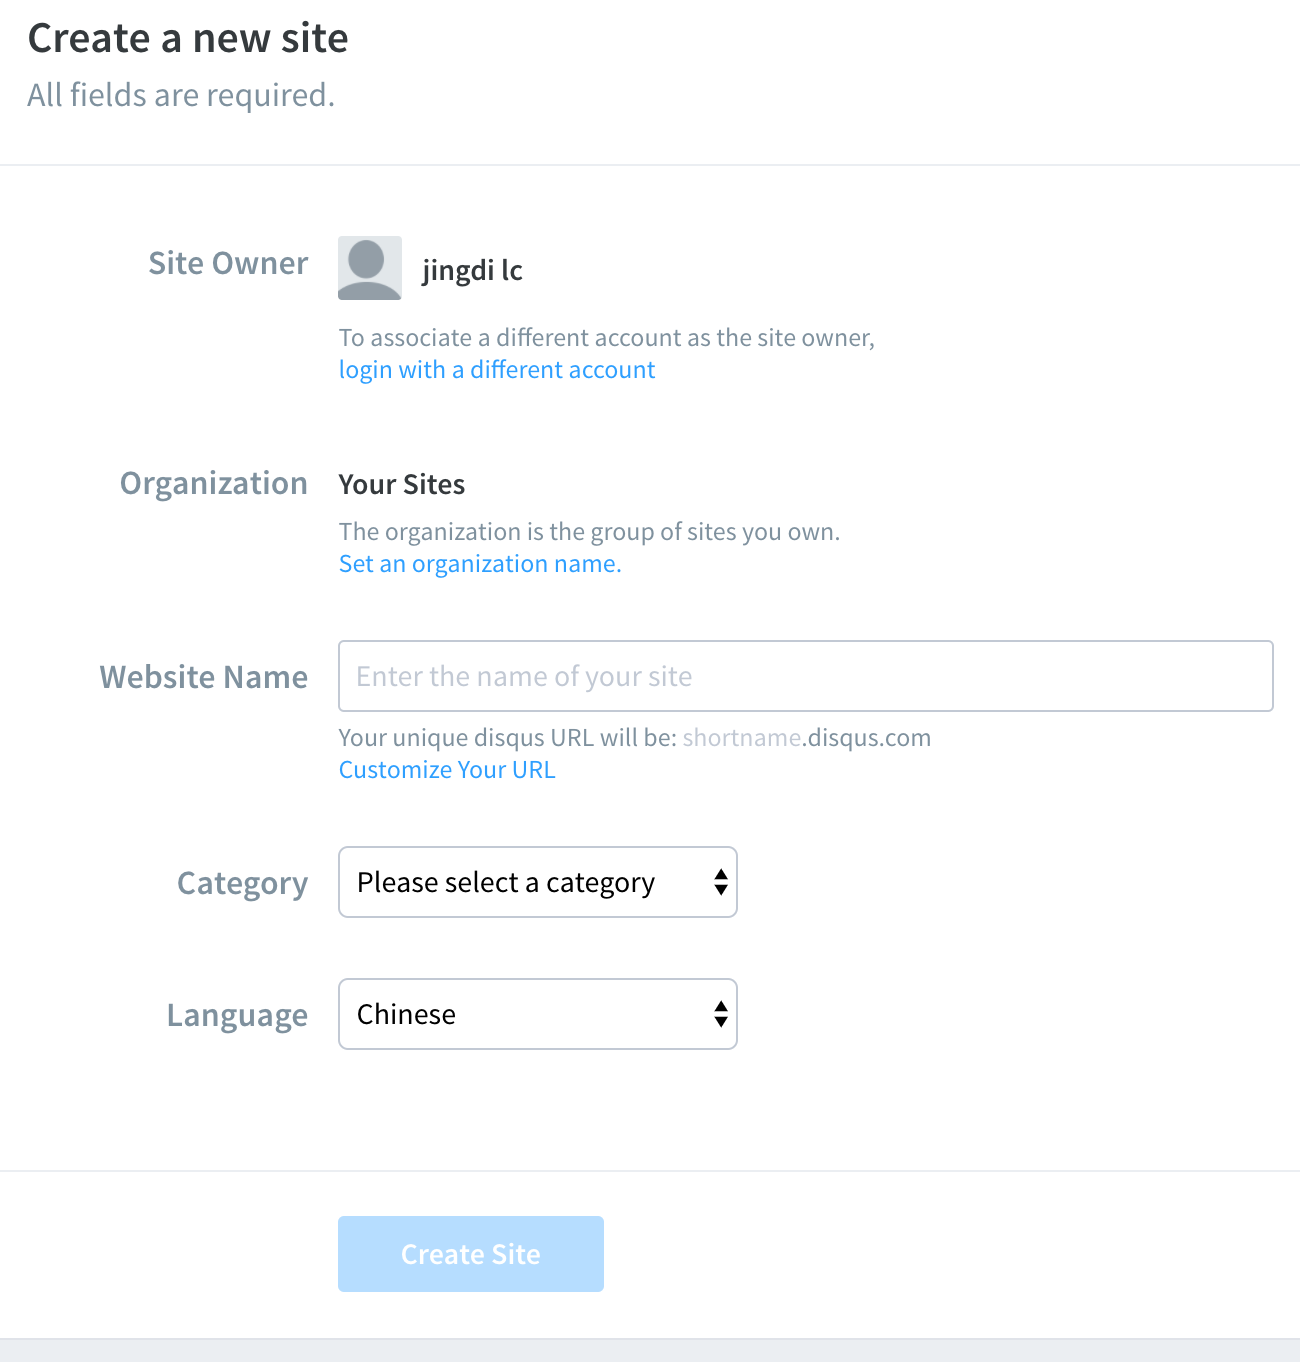 Create a new site
All fields are required.
Site Owner
jingdi lc
To associate a different account as the site owner,
login with a different account
Organization
Your Sites
The organization is the group of sites you own.
Set an organization name.
Website Name
Enter the name of your site
Your unique disqus URL will be: shortname.disqus.com
Customize Your URL
Category
Please select a category
Language
Chinese
Create Site